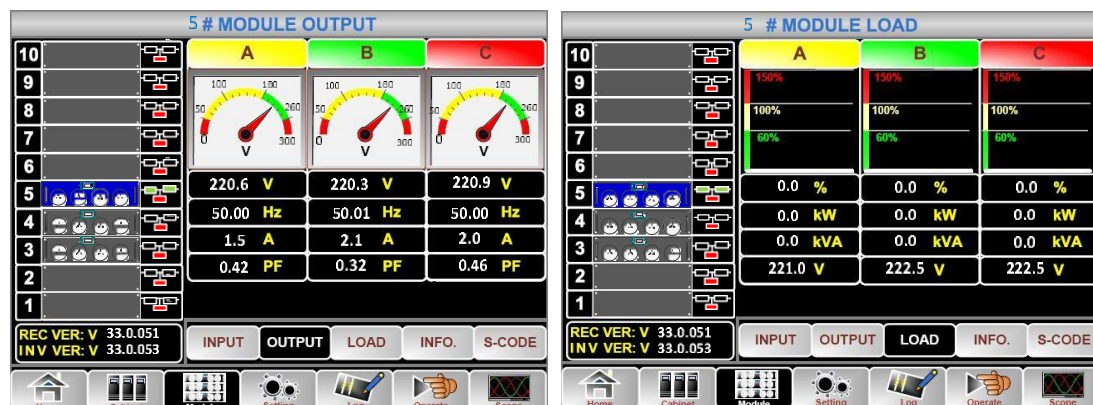 5 # MODULE OUTPUT
10 A B C
9 100 180 100 180 100 180
8 50 260 50 260 50 260
7 0 300 0 300 0 300
V V V
6
5 220.6 V 220.3 V 220.9 V
4 50.00 Hz 50.01 Hz 50.00 Hz
3 1.5 A 2.1 A 2.0 A
2 0.42 PF 0.32 PF 0.46 PF
1
REC VER: V 33.0.051
INV VER: V 33.0.053
INPUT OUTPUT LOAD INFO. S-CODE
5 # MODULE LOAD
10 A B C
9 150% 150% 150%
8 100% 100% 100%
7 60% 60% 60%
6
5 0.0 % 0.0 % 0.0 %
4 0.0 kW 0.0 kW 0.0 kW
3 0.0 kVA 0.0 kVA 0.0 kVA
2 221.0 V 222.5 V 222.5 V
1
REC VER: V 33.0.051
INV VER: V 33.0.053
INPUT OUTPUT LOAD INFO. S-CODE
Home Cabinet Module Setting Log Operate Scope